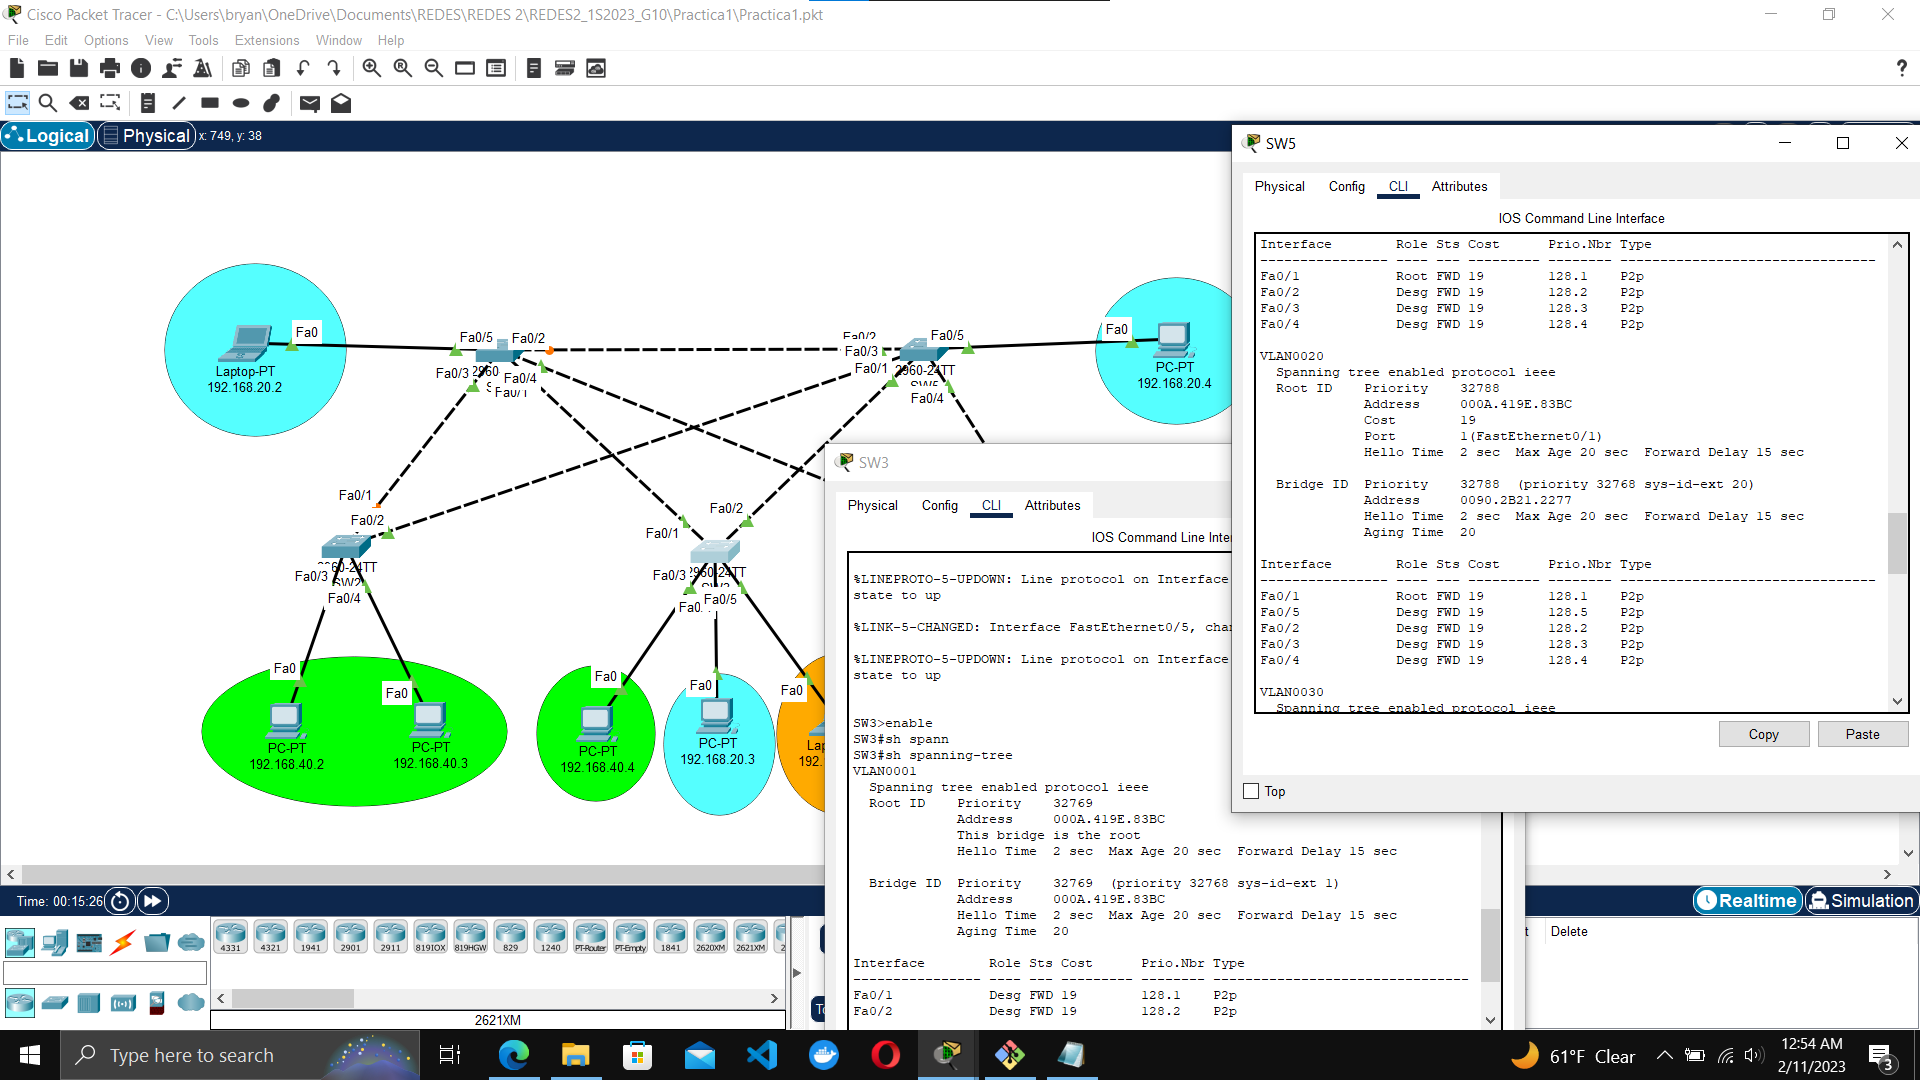 Cisco Packet Tracer - C:\Users\bryan\OneDrive\Documents\REDES\REDES 2\REDES2_1S2023_G10\Practica1\Practica1.pkt
File Edit Options View Tools Extensions Window Help
Logical Physical x: 749, y: 38
Fa0
Laptop-PT
192.168.20.2
Fa0/5 Fa0/2
Fa0/3
Fa0/4
Fa0/1
Fa0/2 Fa0/5
Fa0/3
Fa0/1
2960-24TT
SW5
Fa0/4
Fa0
PC-PT
192.168.20.4
Fa0/1
Fa0/2
Fa0/3
SW2
Fa0/4
Fa0/2
Fa0/1
2960-24TT
Fa0/3
Fa0/5
Fa0
Fa0
PC-PT
192.168.40.2
PC-PT
192.168.40.3
Fa0
PC-PT
192.168.40.4
Fa0
PC-PT
192.168.20.3
Fa0
SW3
Physical Config CLI Attributes
IOS Command Line Inter
%LINEPROTO-5-UPDOWN: Line protocol on Interface
state to up
%LINK-5-CHANGED: Interface FastEthernet0/5, chan
%LINEPROTO-5-UPDOWN: Line protocol on Interface
state to up
SW3>enable
SW3#sh spann
SW3#sh spanning-tree
VLAN0001
Spanning tree enabled protocol ieee
Root ID Priority 32769
Address 000A.419E.83BC
This bridge is the root
Hello Time 2 sec Max Age 20 sec Forward Delay 15 sec
Bridge ID Priority 32769 (priority 32768 sys-id-ext 1)
Address 000A.419E.83BC
Hello Time 2 sec Max Age 20 sec Forward Delay 15 sec
Aging Time 20
Interface Role Sts Cost Prio.Nbr Type
---------------- ---- --- --------- -------- --------------------------------
Fa0/1 Desg FWD 19 128.1 P2p
Fa0/2 Desg FWD 19 128.2 P2p
SW5
Physical Config CLI Attributes
IOS Command Line Interface
Interface Role Sts Cost Prio.Nbr Type
---------------- ---- --- --------- -------- --------------------------------
Fa0/1 Root FWD 19 128.1 P2p
Fa0/2 Desg FWD 19 128.2 P2p
Fa0/3 Desg FWD 19 128.3 P2p
Fa0/4 Desg FWD 19 128.4 P2p
VLAN0020
Spanning tree enabled protocol ieee
Root ID Priority 32788
Address 000A.419E.83BC
Cost 19
Port 1(FastEthernet0/1)
Hello Time 2 sec Max Age 20 sec Forward Delay 15 sec
Bridge ID Priority 32788 (priority 32768 sys-id-ext 20)
Address 0090.2B21.2277
Hello Time 2 sec Max Age 20 sec Forward Delay 15 sec
Aging Time 20
Interface Role Sts Cost Prio.Nbr Type
---------------- ---- --- --------- -------- --------------------------------
Fa0/1 Root FWD 19 128.1 P2p
Fa0/5 Desg FWD 19 128.5 P2p
Fa0/2 Desg FWD 19 128.2 P2p
Fa0/3 Desg FWD 19 128.3 P2p
Fa0/4 Desg FWD 19 128.4 P2p
VLAN0030
Spanning tree enabled protocol ieee
Copy Paste
Top
Time: 00:15:26
Realtime Simulation
4331 4321 1941 2901 2911 819IOX 819HGW 829 1240 PT-Router PT-Empty 1841 2620XM 2621XM
2621XM
Delete
Type here to search
61°F Clear
12:54 AM
2/11/2023
3